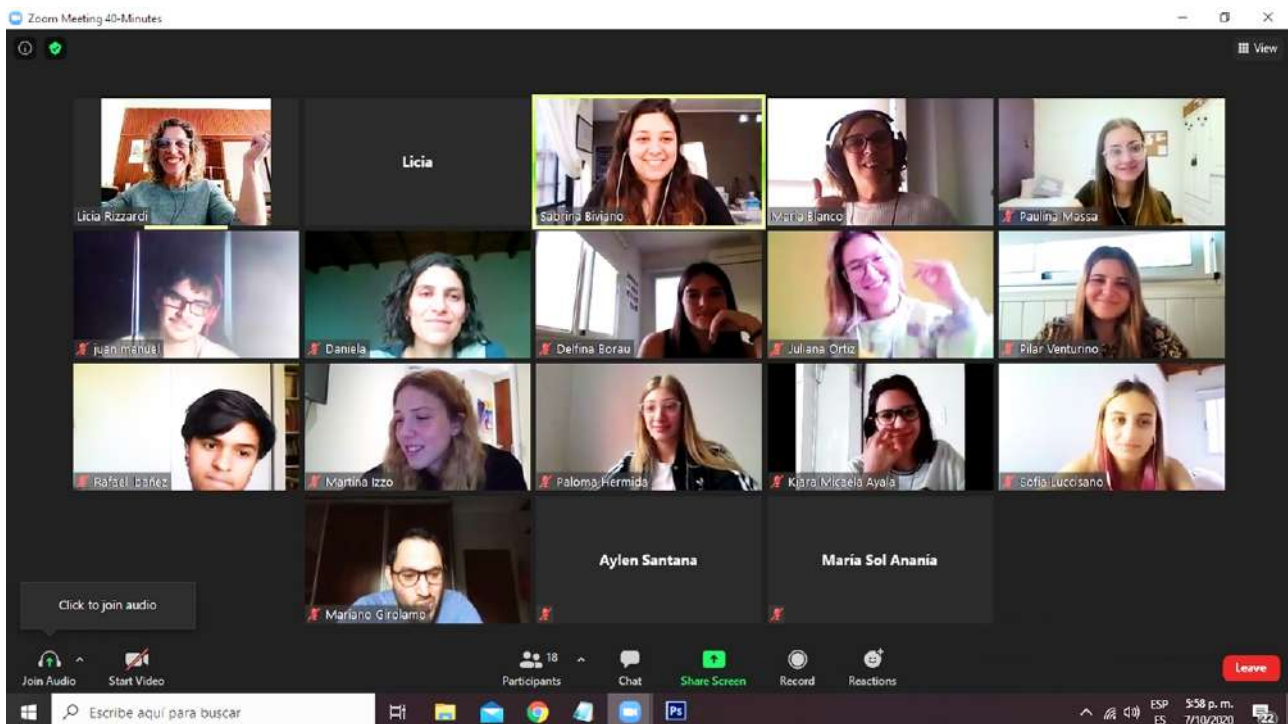 Zoom Meeting 40-Minutes
View
Licia Rizzardi
Licia
Sabrina Biviano
Maria Blanco
Paulina Massa
juan manuel
Daniela
Delfina Borau
Juliana Ortiz
Pilar Venturino
Rafael Ibañez
Martina Izzo
Paloma Hermida
Kiara Micaela Ayala
Sofia Luccisano
Mariano Girolamo
Aylen Santana
María Sol Ananía
Click to join audio
Join Audio
Start Video
18
Participants
Chat
Share Screen
Record
Reactions
Leave
Escribe aquí para buscar
Ps
ESP
ES
5:58 p. m.
7/10/2020